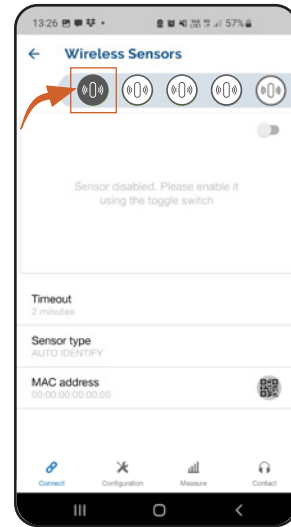 13:26 57%
Wireless Sensors
Sensor disabled. Please enable it
using the toggle switch
Timeout
2 minutes
Sensor type
AUTO IDENTIFY
MAC address
00:00:00:00:00:00
Connect Configuration Measure Contact